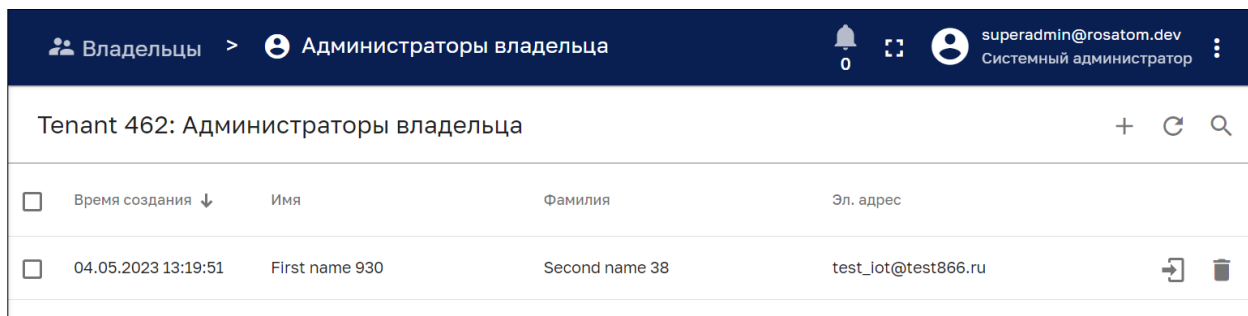 Владельцы > Администраторы владельца 0 superadmin@rosatom.dev
Системный администратор
Tenant 462: Администраторы владельца
Время создания Имя Фамилия Эл. адрес
04.05.2023 13:19:51 First name 930 Second name 38 test_iot@test866.ru